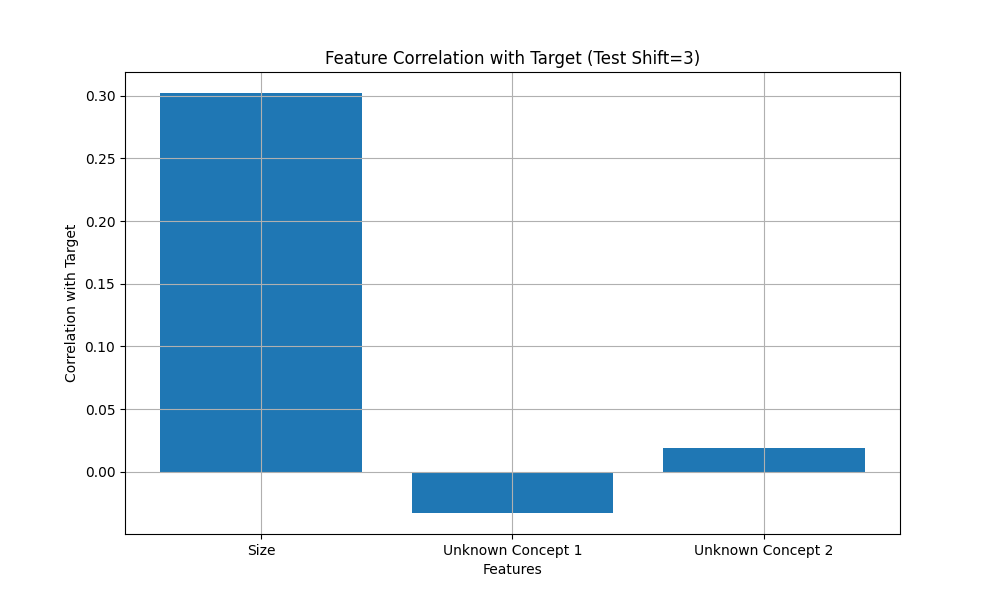 Feature Correlation with Target (Test Shift=3)
Correlation with Target
0.30
0.25
0.20
0.15
0.10
0.05
0.00
Size
Unknown Concept 1
Unknown Concept 2
Features